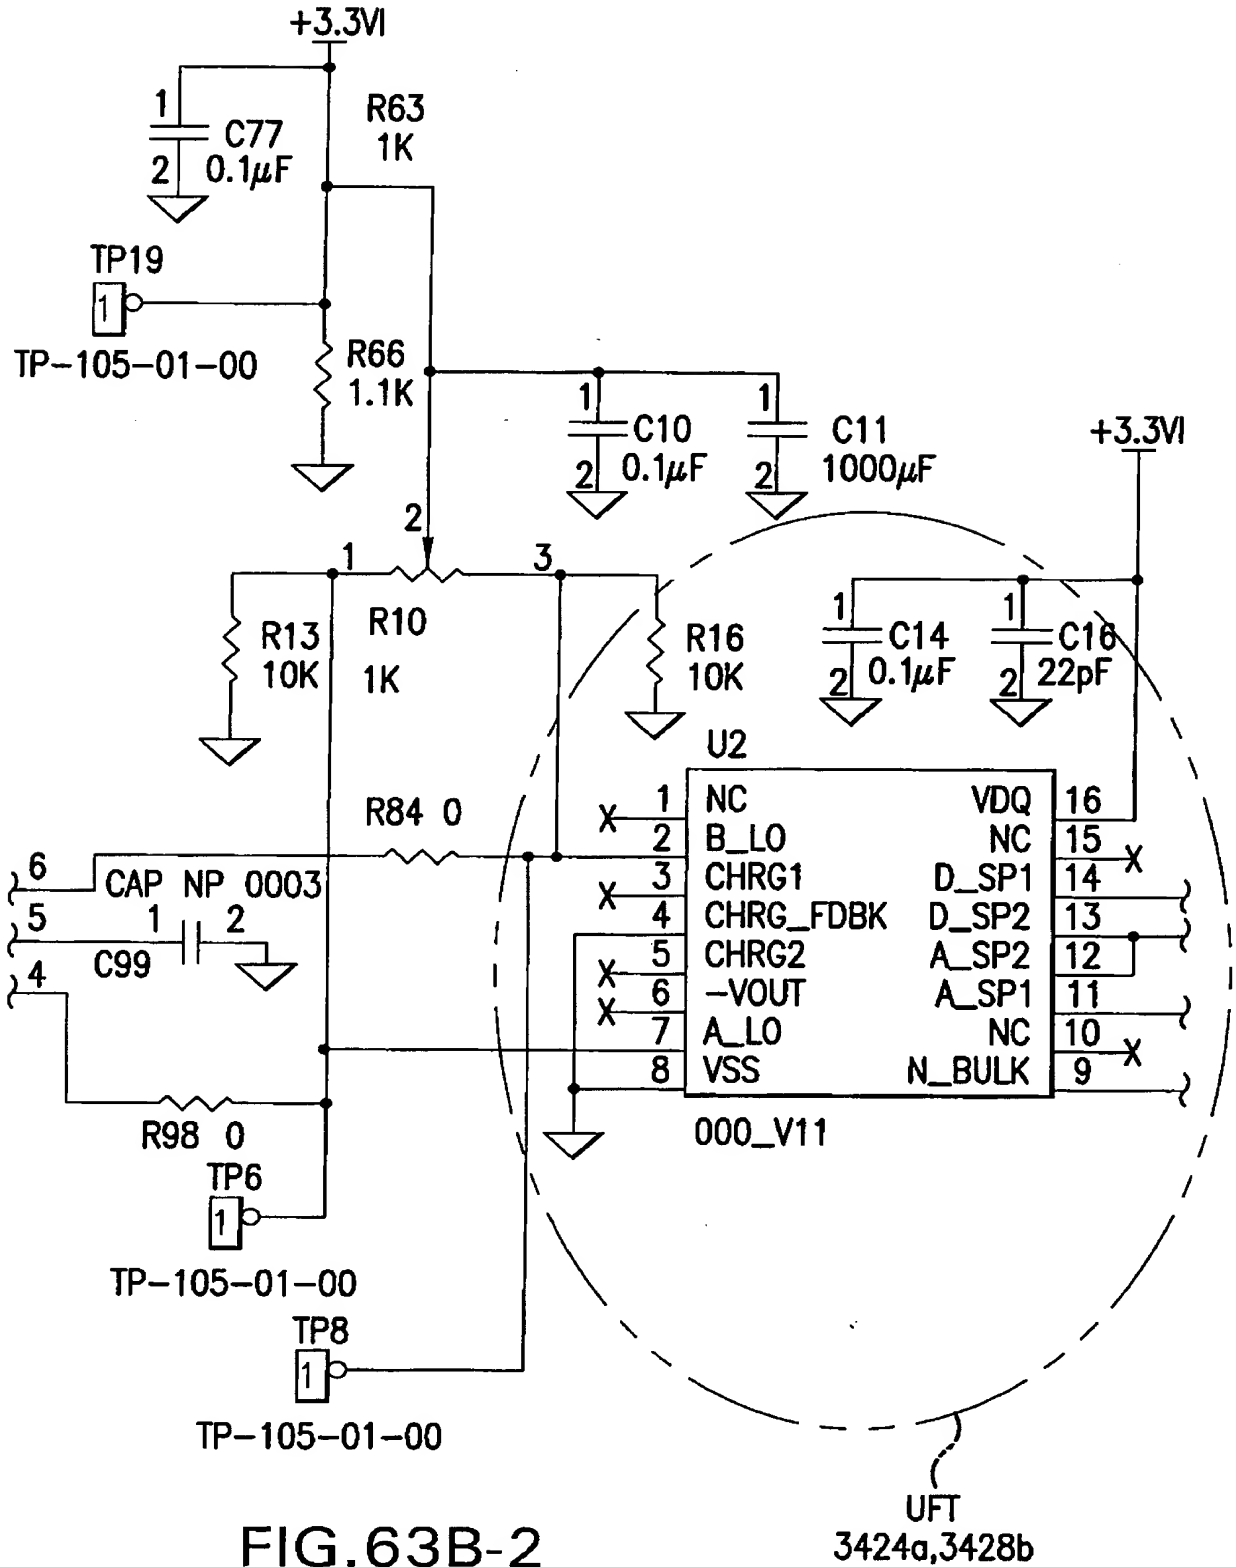 +3.3VI
1
C77
0.1μF
2
R63
1K
TP19
1
TP-105-01-00
R66
1.1K
1
C10
0.1μF
2
1
C11
1000μF
2
+3.3VI
2
1
3
R13
10K
R10
1K
R16
10K
1
C14
0.1μF
2
1
C16
22pF
2
U2
1 NC
2 B_LO
3 CHRG1
4 CHRG_FDBK
5 CHRG2
6 -VOUT
7 A_LO
8 VSS
VDQ 16
NC 15
D_SP1 14
D_SP2 13
A_SP2 12
A_SP1 11
NC 10
N_BULK 9
000_V11
R84 0
6
CAP NP 0003
5
1
2
C99
4
R98 0
TP6
1
TP-105-01-00
TP8
1
TP-105-01-00
UFT
3424a,3428b
FIG.63B-2